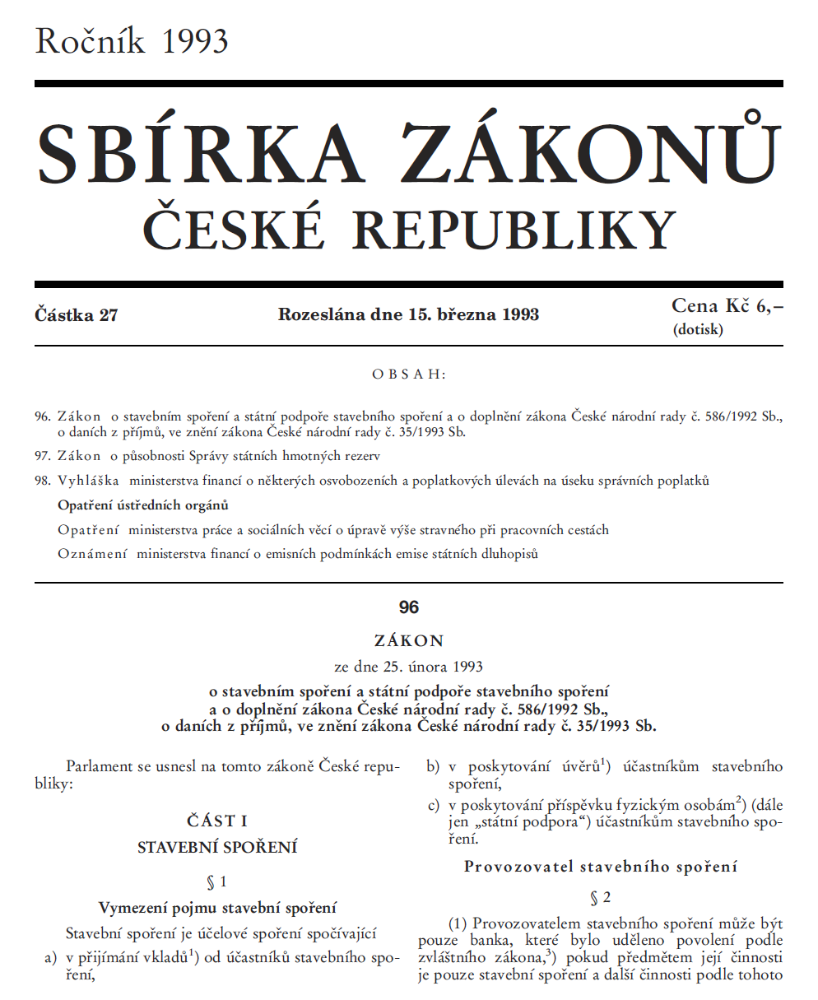 Ročník 1993
SBÍRKA ZÁKONŮ
ČESKÉ REPUBLIKY
Částka 27 Rozeslána dne 15. března 1993 Cena Kč 6,–
(dotisk)
OBSAH:
96. Zákon o stavebním spoření a státní podpoře stavebního spoření a o doplnění zákona České národní rady č. 586/1992 Sb.,
o daních z příjmů, ve znění zákona České národní rady č. 35/1993 Sb.
97. Zákon o působnosti Správy státních hmotných rezerv
98. Vyhláška ministerstva financí o některých osvobozeních a poplatkových úlevách na úseku správních poplatků
Opatření ústředních orgánů
Opatření ministerstva práce a sociálních věcí o úpravě výše stravného při pracovních cestách
Oznámení ministerstva financí o emisních podmínkách emise státních dluhopisů
96
ZÁKON
ze dne 25. února 1993
o stavebním spoření a státní podpoře stavebního spoření
a o doplnění zákona České národní rady č. 586/1992 Sb.,
o daních z příjmů, ve znění zákona České národní rady č. 35/1993 Sb.
Parlament se usnesl na tomto zákoně České repu-
bliky:
ČÁST I
STAVEBNÍ SPOŘENÍ
§ 1
Vymezení pojmu stavební spoření
Stavební spoření je účelové spoření spočívající
a) v přijímání vkladů¹) od účastníků stavebního spo-
ření,
b) v poskytování úvěrů¹) účastníkům stavebního
spoření,
c) v poskytování příspěvku fyzickým osobám²) (dále
jen „státní podpora“) účastníkům stavebního spo-
ření.
Provozovatel stavebního spoření
§ 2
(1) Provozovatelem stavebního spoření může být
pouze banka, které bylo uděleno povolení podle
zvláštního zákona,³) pokud předmětem její činnosti
je pouze stavební spoření a další činnosti podle tohoto